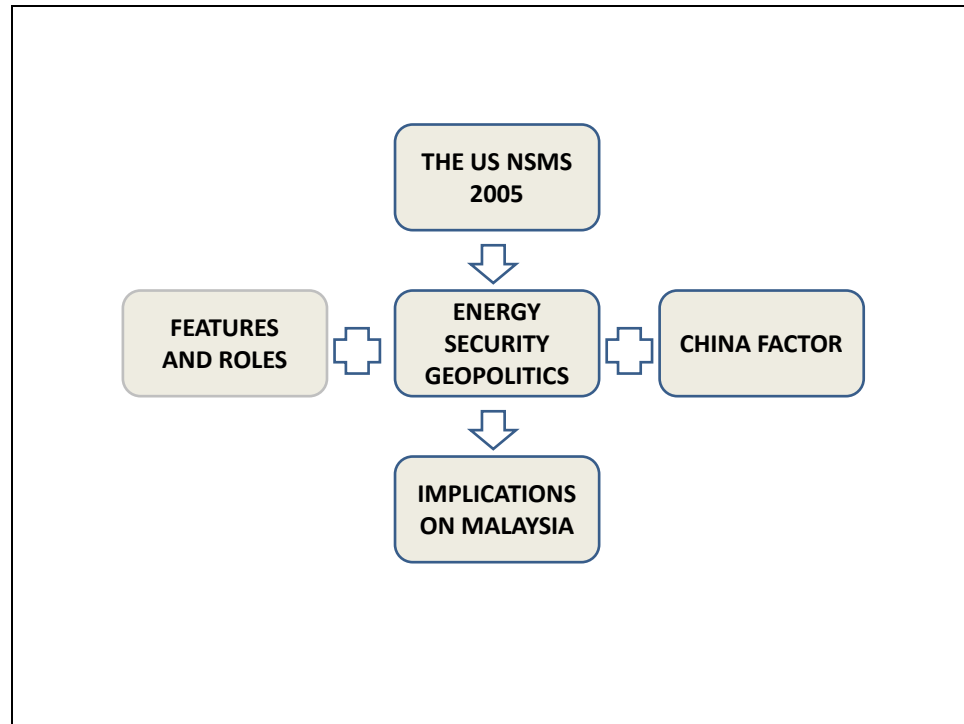 THE US NSMS
2005
FEATURES
AND ROLES
ENERGY
SECURITY
GEOPOLITICS
CHINA FACTOR
IMPLICATIONS
ON MALAYSIA